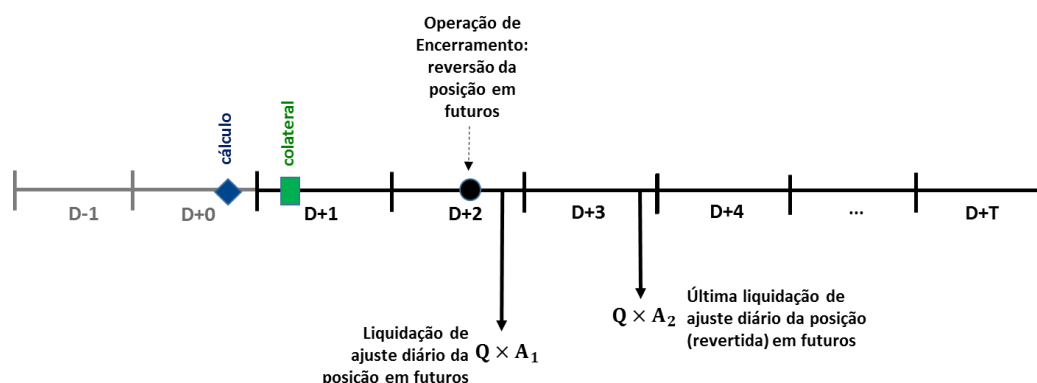 Operação de
Encerramento:
reversão da
posição em
futuros
cálculo
colateral
D-1
D+0
D+1
D+2
D+3
D+4
...
D+T
Q × A₁
Liquidação de
ajuste diário da
posição em futuros
Q × A₂
Última liquidação de
ajuste diário da posição
(revertida) em futuros